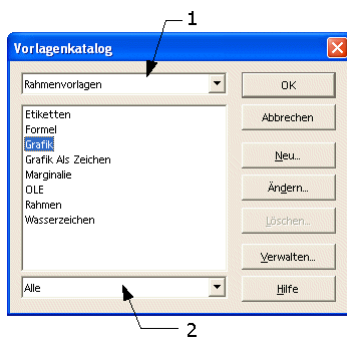 1
Vorlagenkatalog
Rahmenvorlagen
OK
Etiketten
Formel
Grafik
Grafik Als Zeichen
Marginalie
OLE
Rahmen
Wasserzeichen
Abbrechen
Neu...
Ändern...
Löschen...
Verwalten...
Alle
Hilfe
2